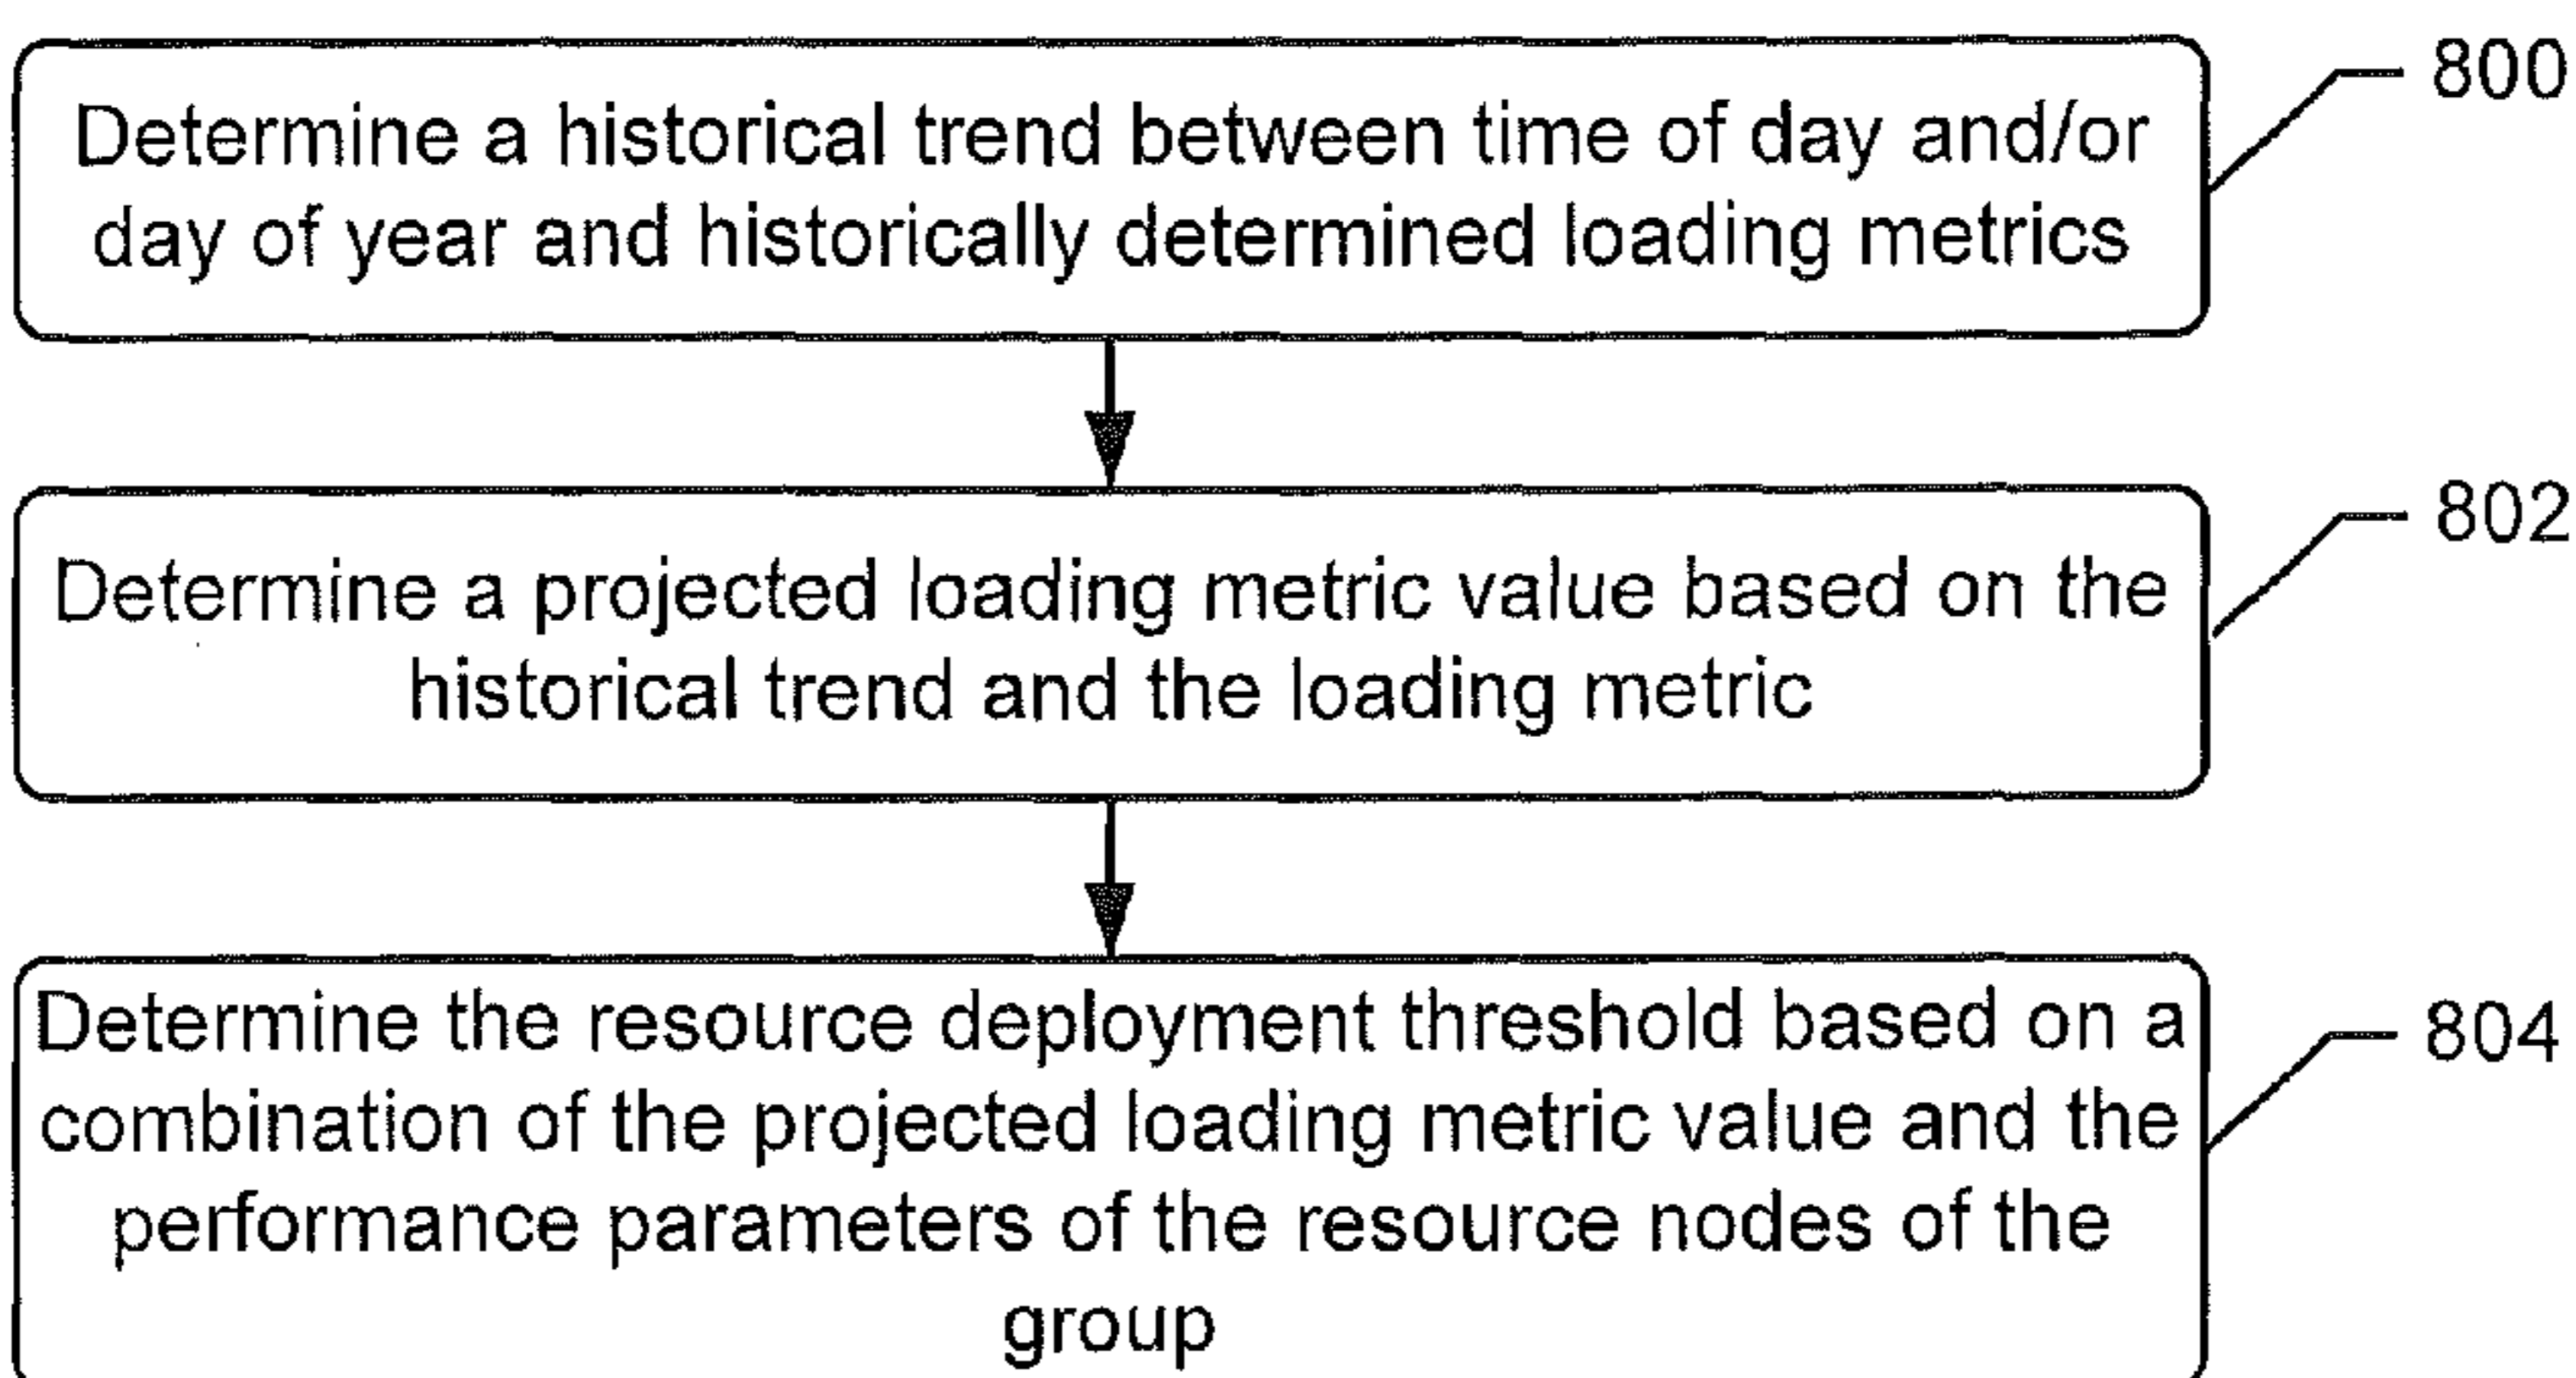 Determine a historical trend between time of day and/or
day of year and historically determined loading metrics
800
Determine a projected loading metric value based on the
historical trend and the loading metric
802
Determine the resource deployment threshold based on a
combination of the projected loading metric value and the
performance parameters of the resource nodes of the
group
804